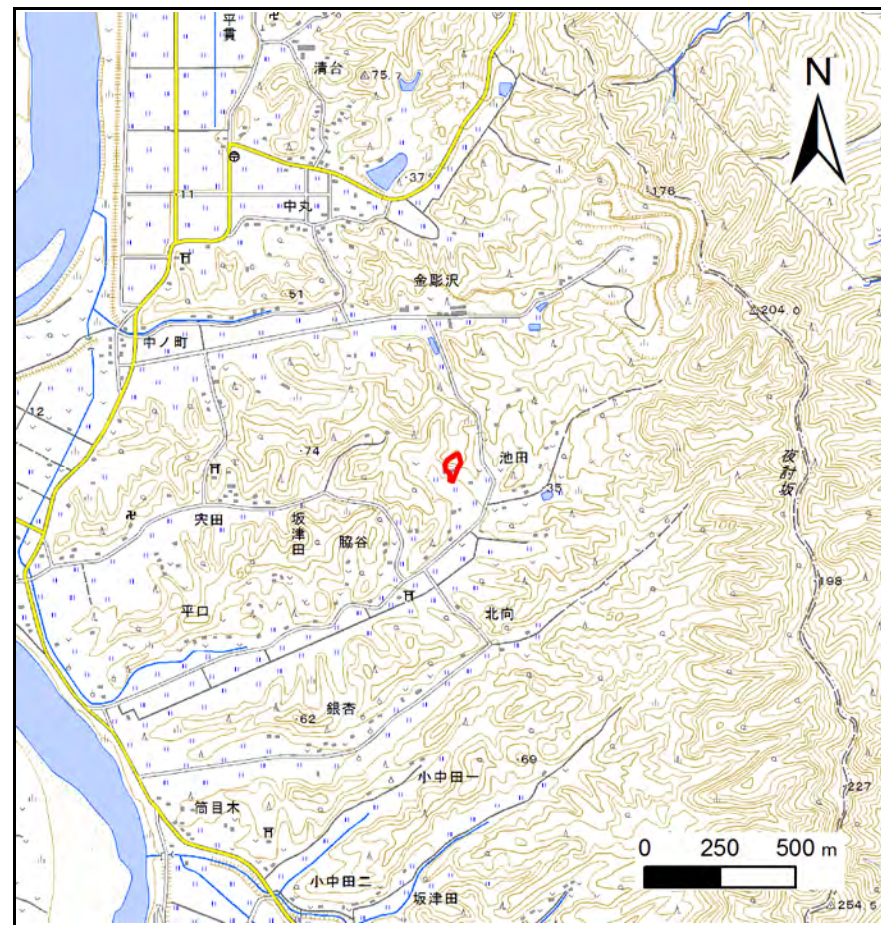 平貫
清台
75.7
N
37
176
11
中丸
金彫沢
51
204.0
中ノ町
12
74
池田
夜討坂
35
宍田
坂津田
脇谷
198
平口
北向
銀杏
62
69
小中田一
227
筒目木
0 250 500 m
小中田二
坂津田
254.5